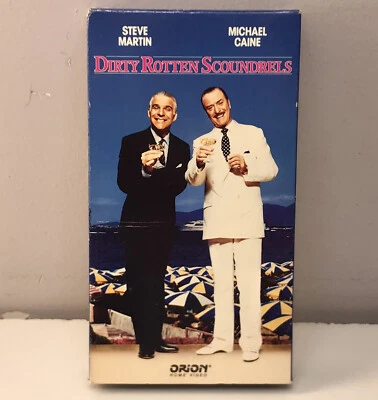 STEVE MARTIN
MICHAEL CAINE
DIRTY ROTTEN SCOUNDRELS
ORION
HOME VIDEO